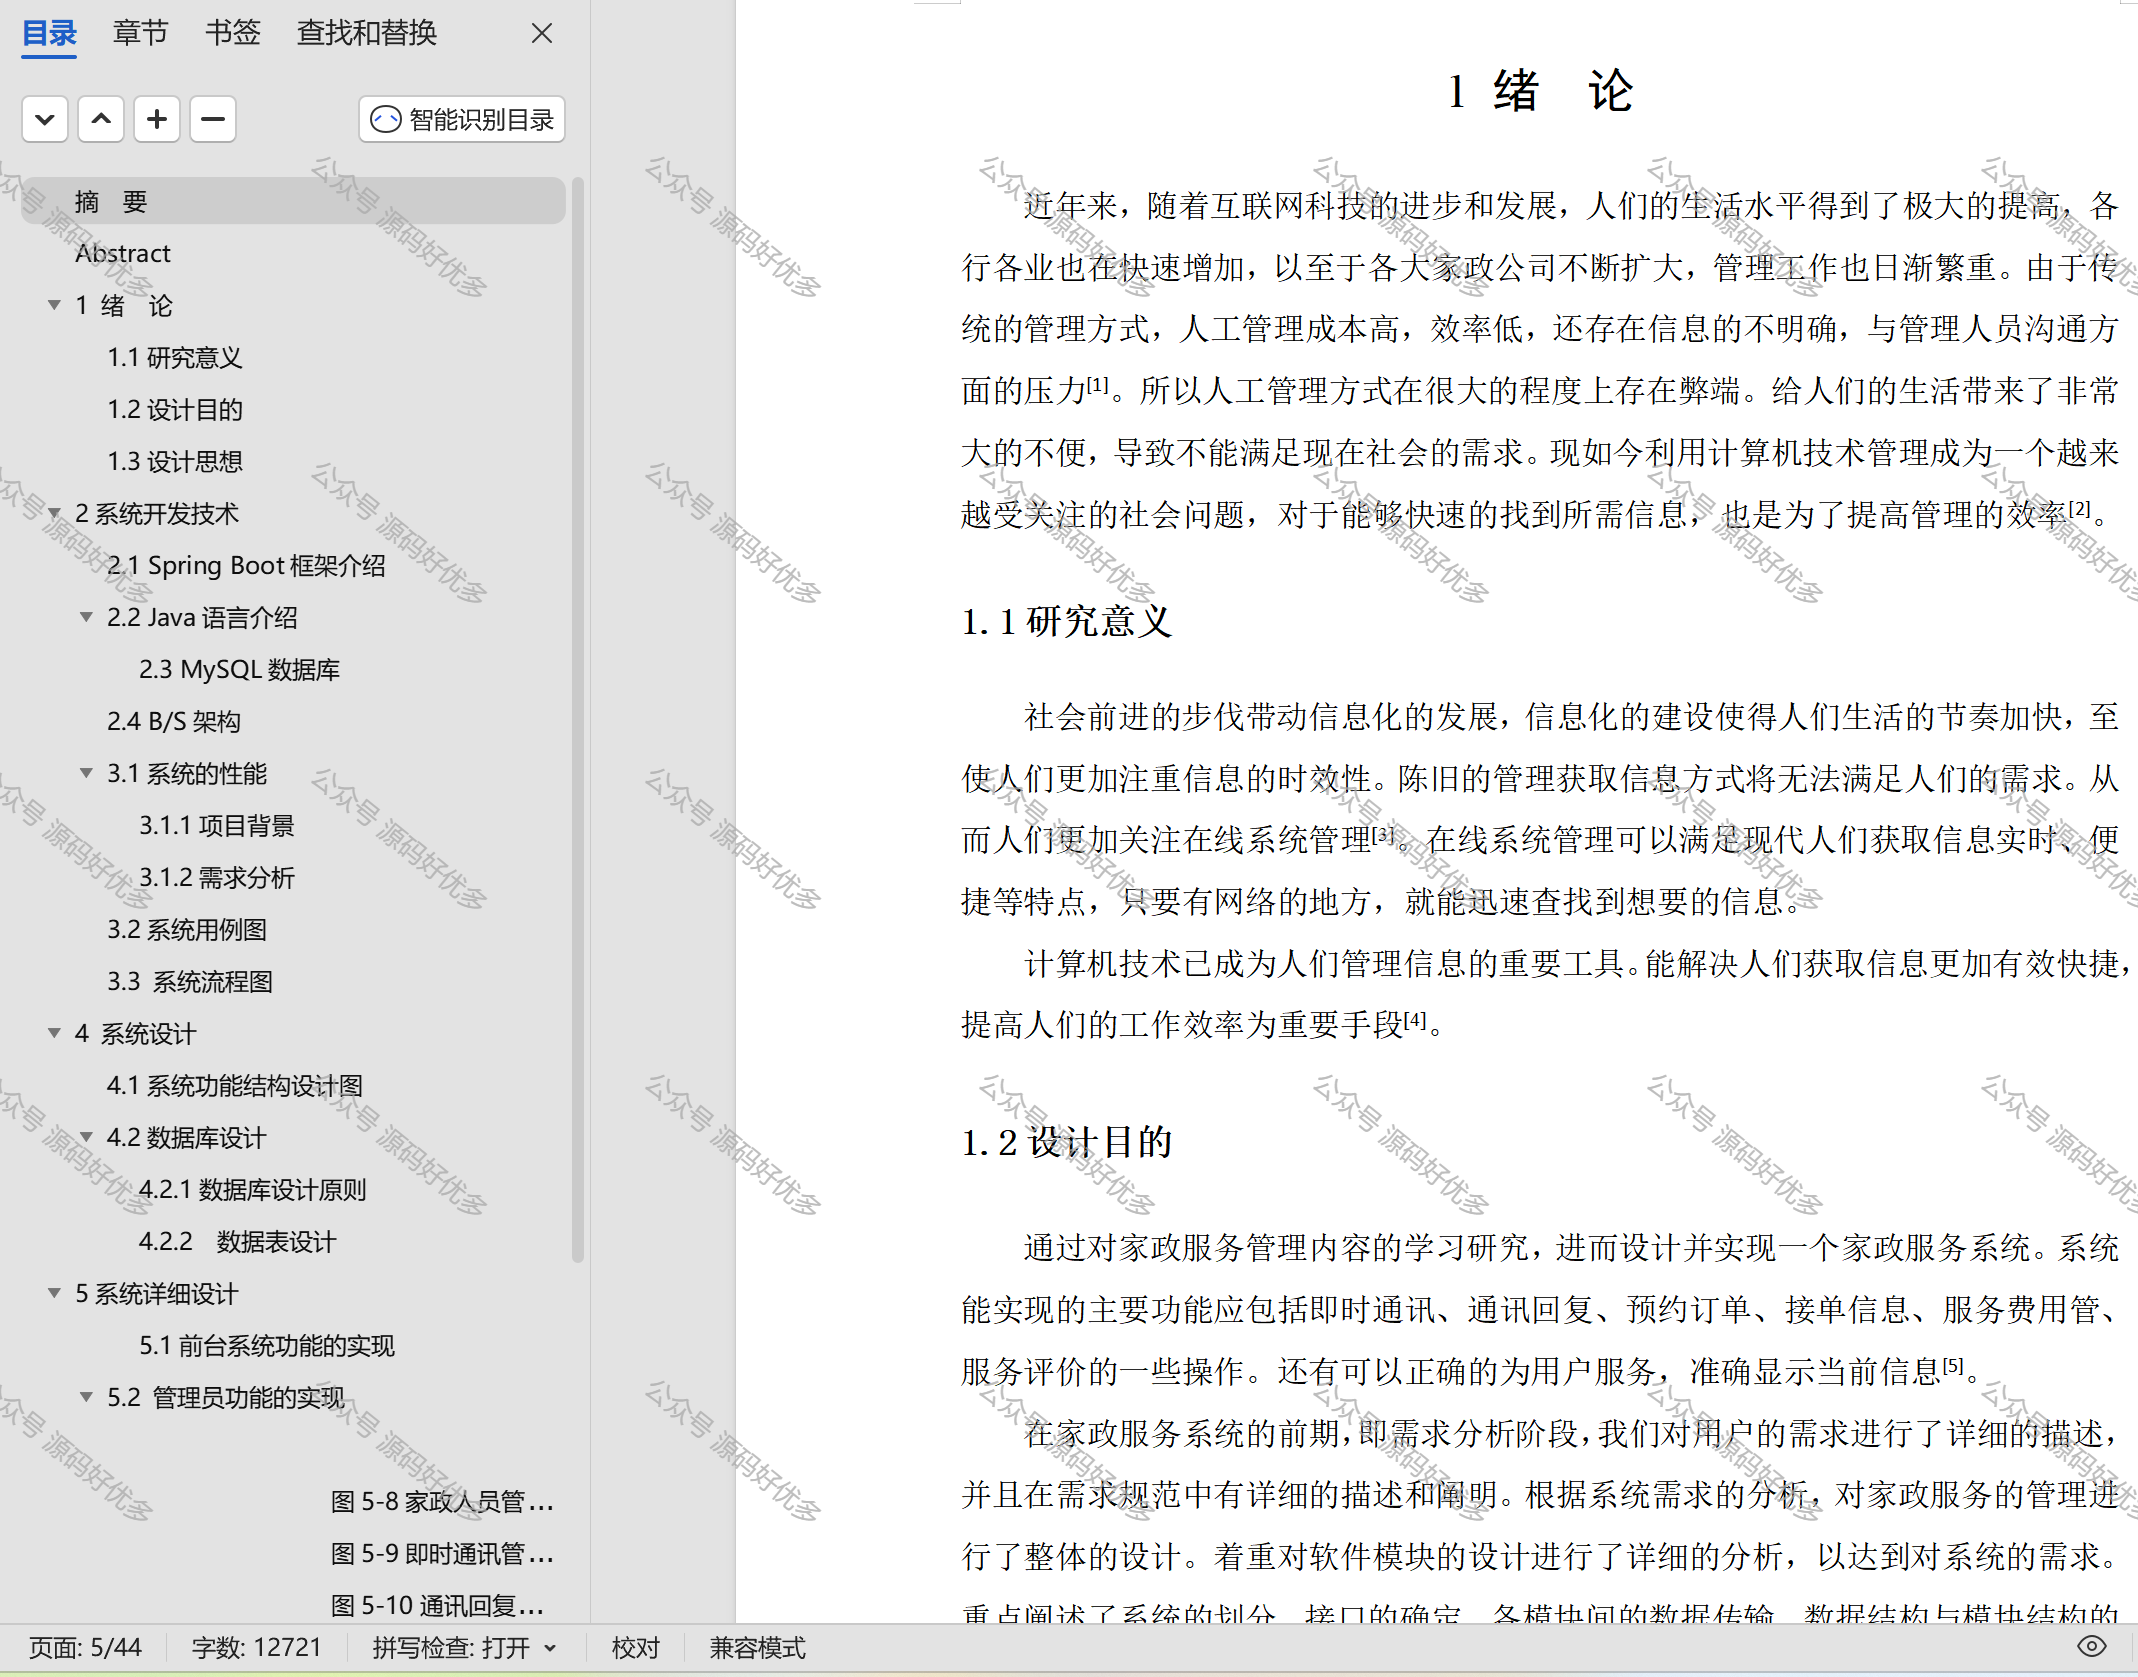 目录 章节 书签 查找和替换
智能识别目录
摘 要
Abstract
1 绪 论
1.1 研究意义
1.2 设计目的
1.3 设计思想
2 系统开发技术
2.1 Spring Boot 框架介绍
2.2 Java 语言介绍
2.3 MySQL 数据库
2.4 B/S 架构
3.1 系统的性能
3.1.1 项目背景
3.1.2 需求分析
3.2 系统用例图
3.3 系统流程图
4 系统设计
4.1 系统功能结构设计图
4.2 数据库设计
4.2.1 数据库设计原则
4.2.2 数据表设计
5 系统详细设计
5.1 前台系统功能的实现
5.2 管理员功能的实现
图 5-8 家政人员管...
图 5-9 即时通讯管...
图 5-10 通讯回复...
1 绪 论
近年来，随着互联网科技的进步和发展，人们的生活水平得到了极大的提高，各
行各业也在快速增加，以至于各大家政公司不断扩大，管理工作也日渐繁重。由于传
统的管理方式，人工管理成本高，效率低，还存在信息的不明确，与管理人员沟通方
面的压力[1]。所以人工管理方式在很大的程度上存在弊端。给人们的生活带来了非常
大的不便，导致不能满足现在社会的需求。现如今利用计算机技术管理成为一个越来
越受关注的社会问题，对于能够快速的找到所需信息，也是为了提高管理的效率[2]。
1.1 研究意义
社会前进的步伐带动信息化的发展，信息化的建设使得人们生活的节奏加快，至
使人们更加注重信息的时效性。陈旧的管理获取信息方式将无法满足人们的需求。从
而人们更加关注在线系统管理[3]。在线系统管理可以满足现代人们获取信息实时、便
捷等特点，只要有网络的地方，就能迅速查找到想要的信息。
计算机技术已成为人们管理信息的重要工具。能解决人们获取信息更加有效快捷，
提高人们的工作效率为重要手段[4]。
1.2 设计目的
通过对家政服务管理内容的学习研究，进而设计并实现一个家政服务系统。系统
能实现的主要功能应包括即时通讯、通讯回复、预约订单、接单信息、服务费用管、
服务评价的一些操作。还有可以正确的为用户服务，准确显示当前信息[5]。
在家政服务系统的前期，即需求分析阶段，我们对用户的需求进行了详细的描述，
并且在需求规范中有详细的描述和阐明。根据系统需求的分析，对家政服务的管理进
行了整体的设计。着重对软件模块的设计进行了详细的分析，以达到对系统的需求。
重点阐述了系统的划分、接口的确定、各模块间的数据传输、数据结构与模块结构的
页面: 5/44 字数: 12721 拼写检查: 打开 校对 兼容模式
公众号 源码好优多